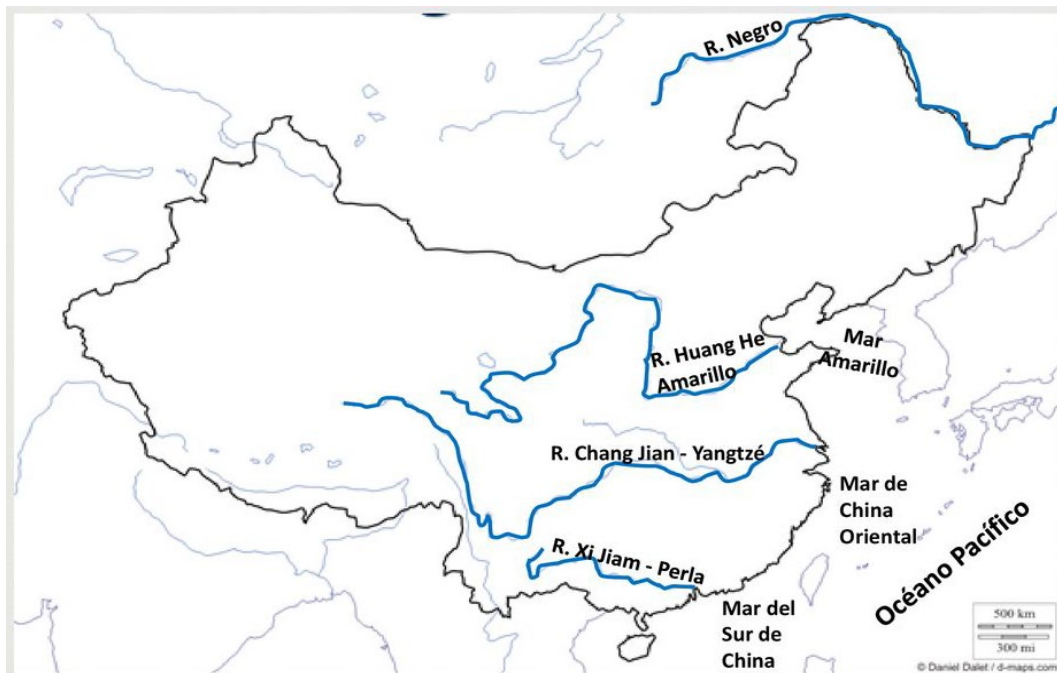 R. Negro
R. Huang He
Amarillo
Mar
Amarillo
R. Chang Jian - Yangtzé
Mar de
China
Oriental
Océano Pacífico
R. Xi Jiam - Perla
Mar del
Sur de
China
500 km
300 mi
© Daniel Dalet / d-maps.com